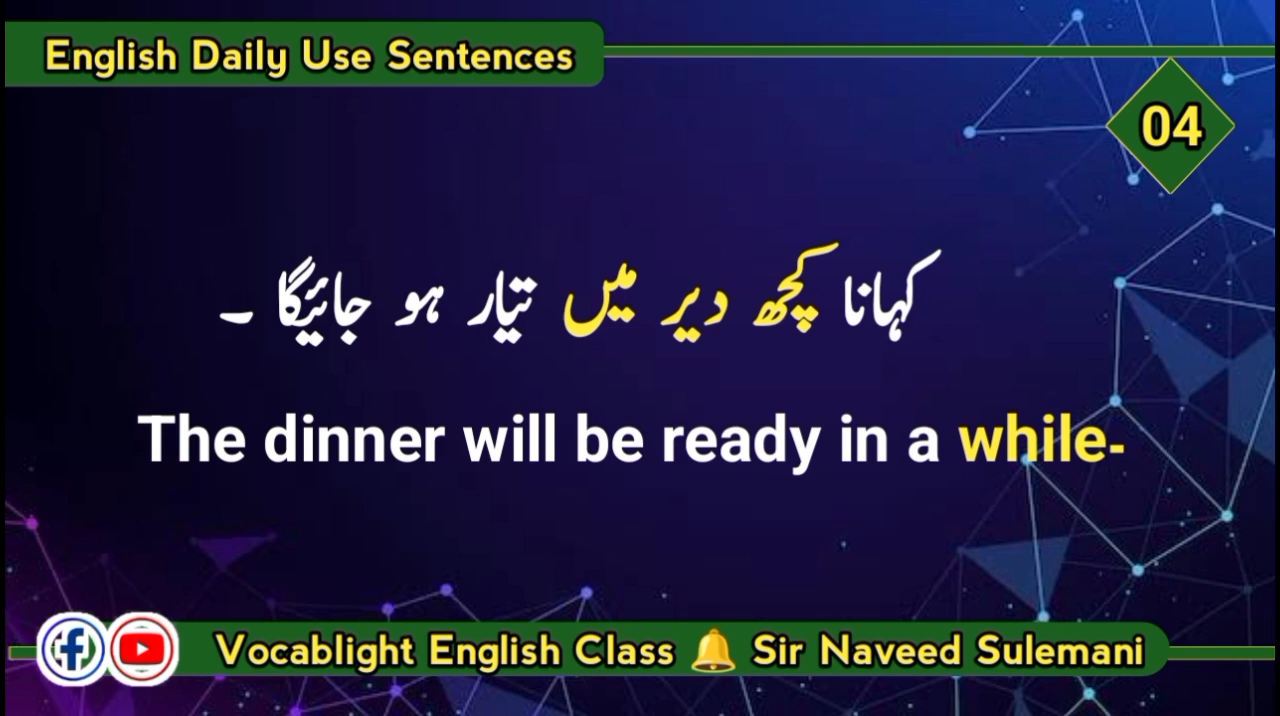 English Daily Use Sentences
04
کہانا کچھ دیر میں تیار ہو جائیگا ۔
The dinner will be ready in a while-
Vocablight English Class 🔔 Sir Naveed Sulemani